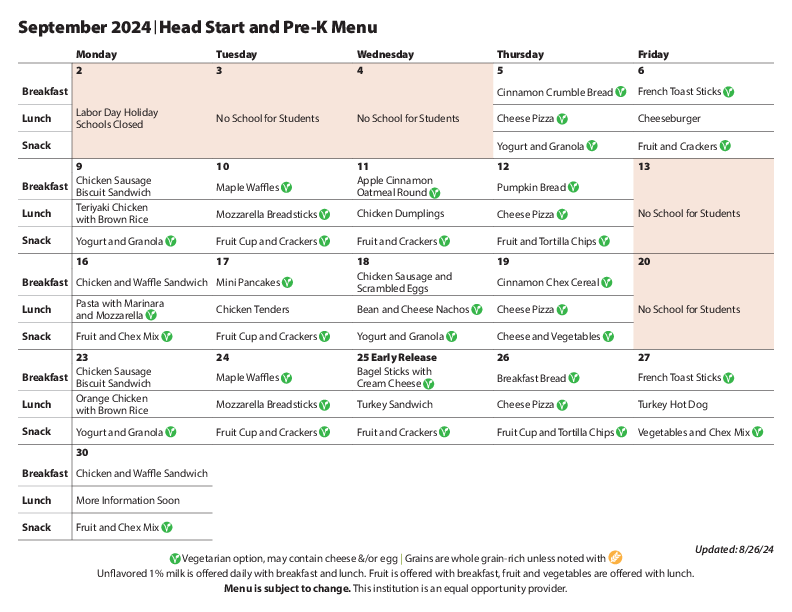 September 2024 | Head Start and Pre-K Menu
Monday Tuesday Wednesday Thursday Friday
2 3 4 5 6
Breakfast Cinnamon Crumble Bread V French Toast Sticks V
Labor Day Holiday
Schools Closed
Lunch No School for Students No School for Students Cheese Pizza V Cheeseburger
Snack Yogurt and Granola V Fruit and Crackers V
9 10 11 12 13
Breakfast Chicken Sausage
Biscuit Sandwich Maple Waffles V Apple Cinnamon
Oatmeal Round V Pumpkin Bread V
Lunch Teriyaki Chicken
with Brown Rice Mozzarella Breadsticks V Chicken Dumplings Cheese Pizza V No School for Students
Snack Yogurt and Granola V Fruit Cup and Crackers V Fruit and Crackers V Fruit and Tortilla Chips V
16 17 18 19 20
Breakfast Chicken and Waffle Sandwich Mini Pancakes V Chicken Sausage and
Scrambled Eggs Cinnamon Chex Cereal V
Lunch Pasta with Marinara
and Mozzarella V Chicken Tenders Bean and Cheese Nachos V Cheese Pizza V No School for Students
Snack Fruit and Chex Mix V Fruit Cup and Crackers V Yogurt and Granola V Cheese and Vegetables V
23 24 25 Early Release 26 27
Breakfast Chicken Sausage
Biscuit Sandwich Maple Waffles V Bagel Sticks with
Cream Cheese V Breakfast Bread V French Toast Sticks V
Lunch Orange Chicken
with Brown Rice Mozzarella Breadsticks V Turkey Sandwich Cheese Pizza V Turkey Hot Dog
Snack Yogurt and Granola V Fruit Cup and Crackers V Fruit and Crackers V Fruit Cup and Tortilla Chips V Vegetables and Chex Mix V
30
Breakfast Chicken and Waffle Sandwich
Lunch More Information Soon
Snack Fruit and Chex Mix V
Updated: 8/26/24
V Vegetarian option, may contain cheese &/or egg | Grains are whole grain-rich unless noted with
Unflavored 1% milk is offered daily with breakfast and lunch. Fruit is offered with breakfast, fruit and vegetables are offered with lunch.
Menu is subject to change. This institution is an equal opportunity provider.